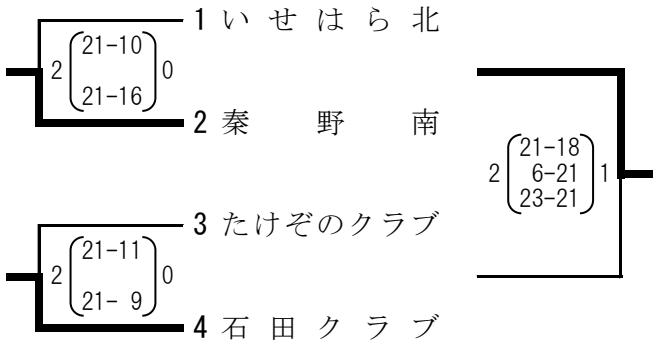 1 いせはら北
2 (21-10 21-16) 0
2 秦野南
2 (21-18 6-21 23-21) 1
3 たけぞのクラブ
2 (21-11 21- 9) 0
4 石田クラブ